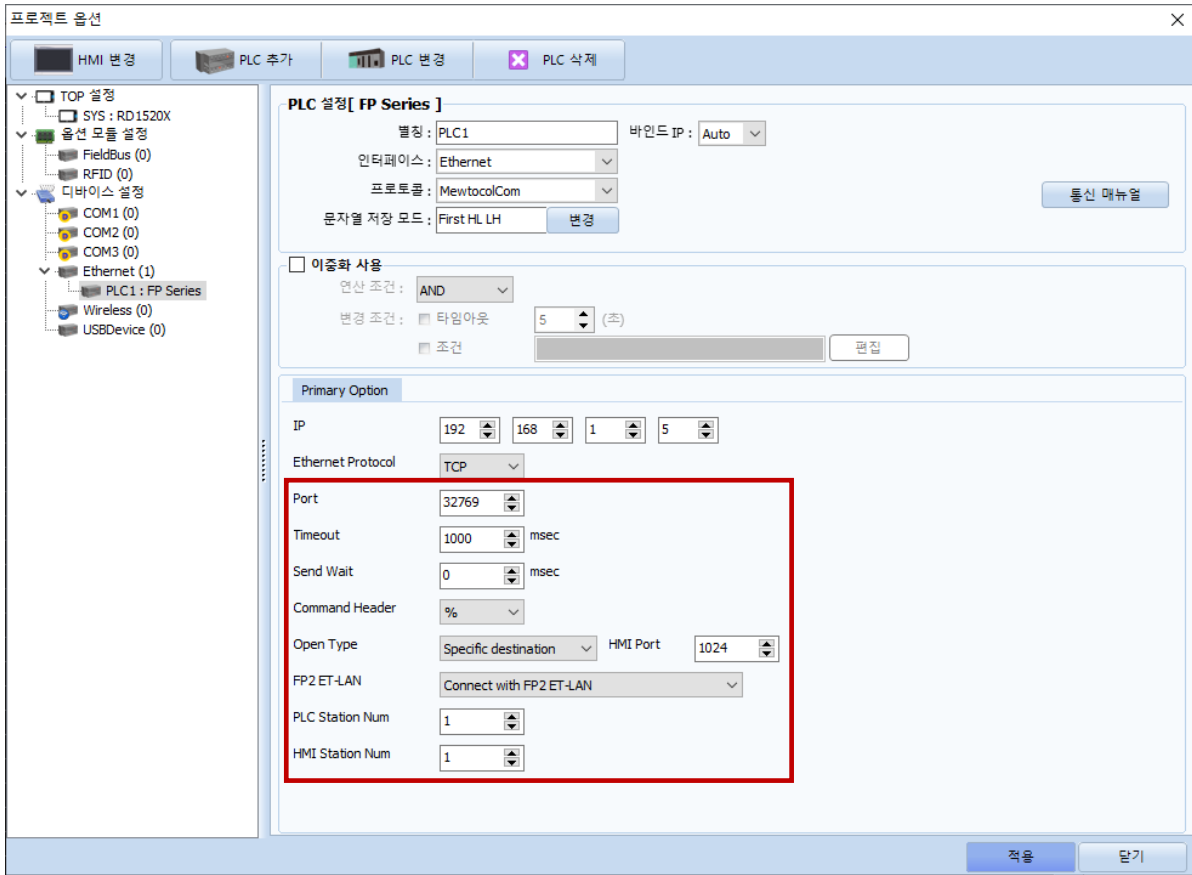 프로젝트 옵션
HMI 변경 PLC 추가 PLC 변경 PLC 삭제
TOP 설정
SYS : RD1520X
옵션 모듈 설정
FieldBus (0)
RFID (0)
디바이스 설정
COM1 (0)
COM2 (0)
COM3 (0)
Ethernet (1)
PLC1 : FP Series
Wireless (0)
USBDevice (0)
PLC 설정[ FP Series ]
별칭 : PLC1 바인드 IP : Auto
인터페이스 : Ethernet
프로토콜 : MewtocolCom 통신 매뉴얼
문자열 저장 모드 : First HL LH 변경
이중화 사용
연산 조건 : AND
변경 조건 : 타임아웃 5 (초)
조건 편집
Primary Option
IP 192 168 1 5
Ethernet Protocol TCP
Port 32769
Timeout 1000 msec
Send Wait 0 msec
Command Header %
Open Type Specific destination HMI Port 1024
FP2 ET-LAN Connect with FP2 ET-LAN
PLC Station Num 1
HMI Station Num 1
적용 닫기